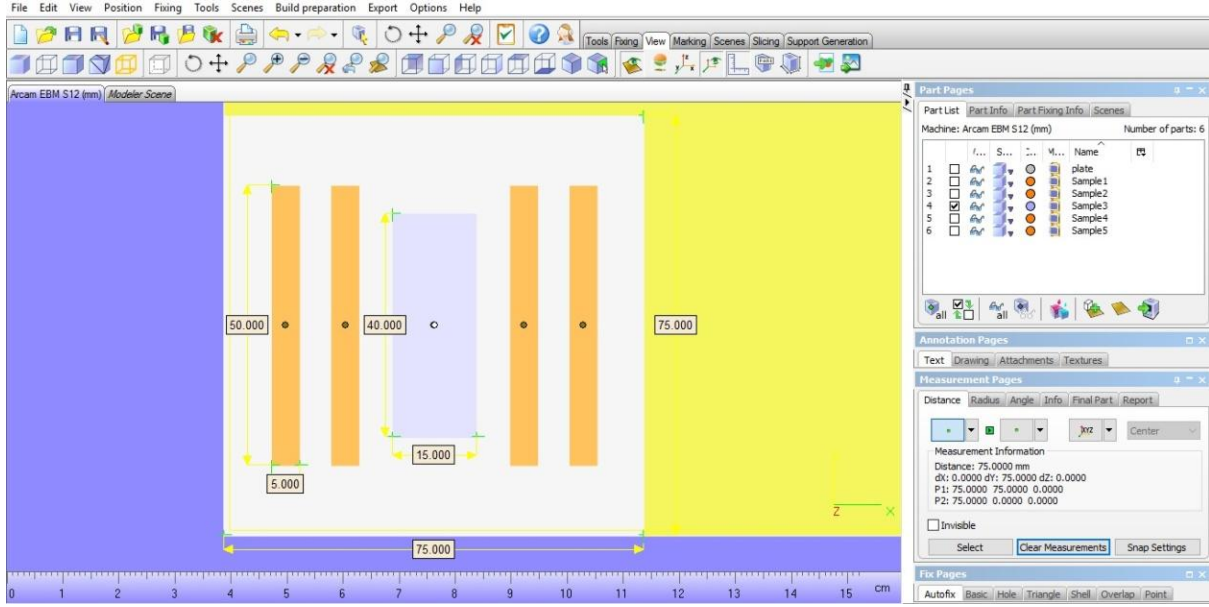 File Edit View Position Fixing Tools Scenes Build preparation Export Options Help
Tools Fixing View Marking Scenes Slicing Support Generation
Arcam EBM S12 (mm) Modeler Scene
50.000
40.000
75.000
15.000
5.000
75.000
Z
X
0 1 2 3 4 5 6 7 8 9 10 11 12 13 14 15 cm
Part Pages
Part List Part Info Part Fixing Info Scenes
Machine: Arcam EBM S12 (mm) Number of parts: 6
S... Name
1 plate
2 Sample1
3 Sample2
4 Sample3
5 Sample4
6 Sample5
all all
Annotation Pages
Text Drawing Attachments Textures
Measurement Pages
Distance Radius Angle Info Final Part Report
XYZ Center
Measurement Information
Distance: 75.0000 mm
dX: 0.0000 dY: 75.0000 dZ: 0.0000
P1: 75.0000 75.0000 0.0000
P2: 75.0000 0.0000 0.0000
Invisible
Select Clear Measurements Snap Settings
Fix Pages
Autofix Basic Hole Triangle Shell Overlap Point